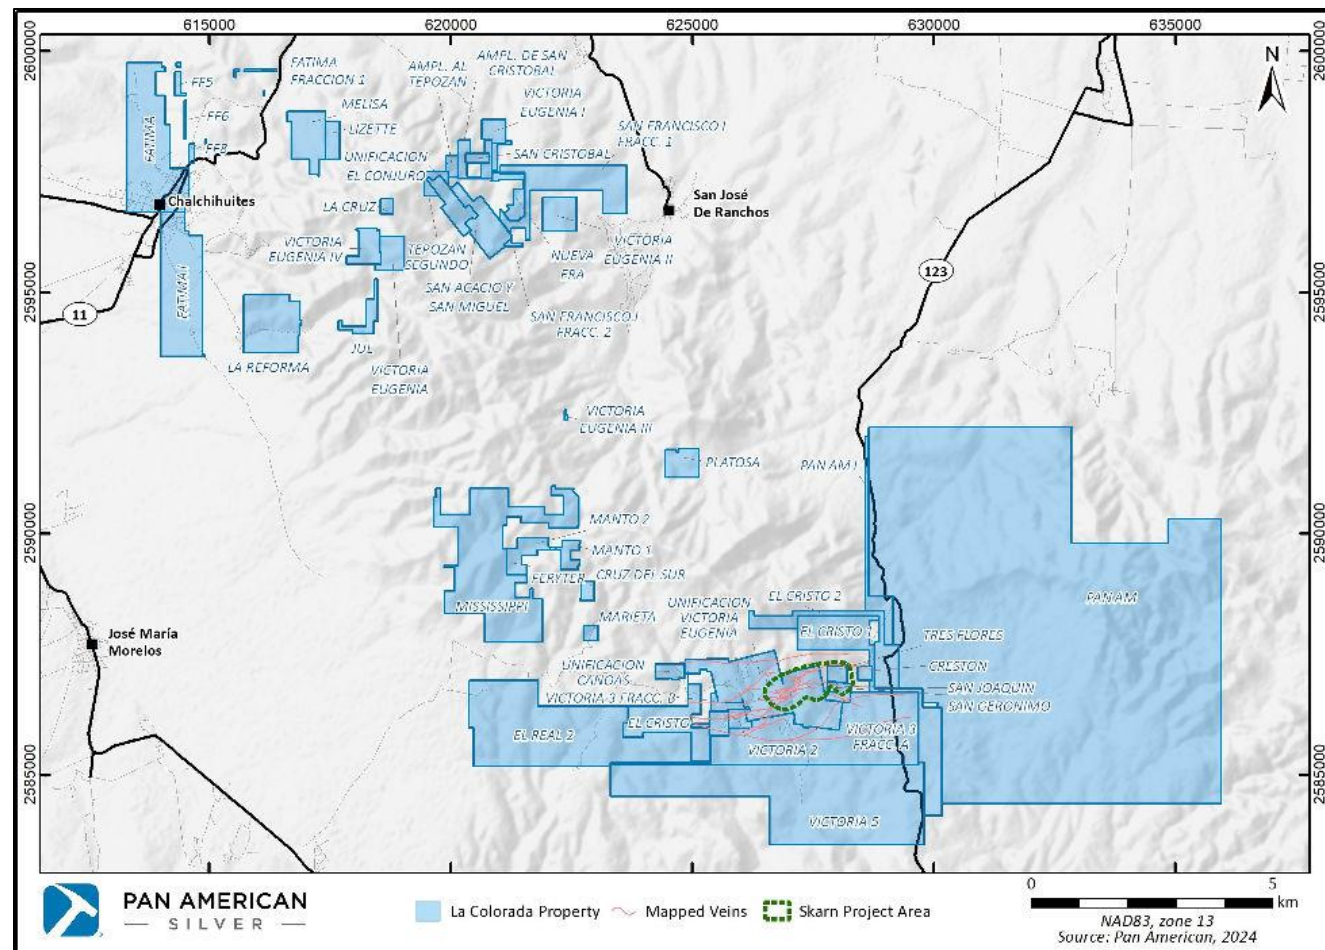 615000
620000
625000
630000
635000
2600000
2600000
N
AMPL. AL
TEPOZAN
AMPL. DE SAN
CRISTOBAL
FATIMA
FRACCION 1
FF5
MELISA
VICTORIA
EUGENIA I
FF6
LIZETTE
SAN FRANCISCO I
FRACC. 1
FATIMA
FF8
UNIFICACION
EL CONJURO
SAN CRISTOBAL
Chalchihuites
LA CRUZ
San José
De Ranchos
VICTORIA
EUGENIA IV
TEPOZAN
SEGUNDO
NUEVA
ERA
VICTORIA
EUGENIA II
123
FATIMA I
SAN ACACIO Y
SAN MIGUEL
2595000
2595000
11
SAN FRANCISCO I
FRACC. 2
JUL
LA REFORMA
VICTORIA
EUGENIA
VICTORIA
EUGENIA III
PLATOSA
PAN AM I
2590000
2590000
MANTO 2
MANTO 1
FERYTER
CRUZ DEL SUR
MISSISSIPPI
EL CRISTO 2
PAN AM
UNIFICACION
VICTORIA
EUGENIA
MARIETA
EL CRISTO 1
TRES FLORES
José María
Morelos
UNIFICACION
CANOAS
CRESTON
VICTORIA 3 FRACC. B
SAN JOAQUIN
SAN GERONIMO
EL CRISTO
EL REAL 2
VICTORIA 3
FRACC. A
VICTORIA 2
2585000
2585000
VICTORIA 5
PAN AMERICAN
SILVER
La Colorada Property
Mapped Veins
Skarn Project Area
0
5
km
NAD83, zone 13
Source: Pan American, 2024